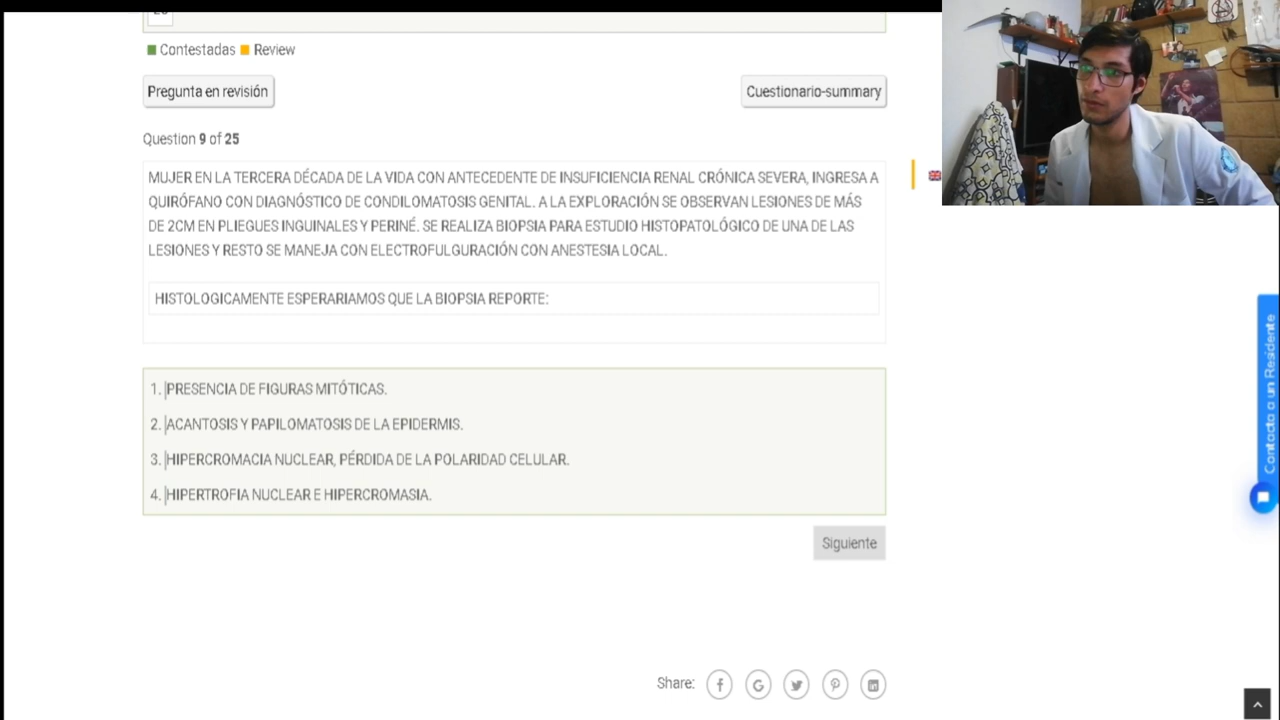 Contestadas Review
Pregunta en revisión
Cuestionario-summary
Question 9 of 25
MUJER EN LA TERCERA DÉCADA DE LA VIDA CON ANTECEDENTE DE INSUFICIENCIA RENAL CRÓNICA SEVERA, INGRESA A
QUIRÓFANO CON DIAGNÓSTICO DE CONDILOMATOSIS GENITAL. A LA EXPLORACIÓN SE OBSERVAN LESIONES DE MÁS
DE 2CM EN PLIEGUES INGUINALES Y PERINÉ. SE REALIZA BIOPSIA PARA ESTUDIO HISTOPATOLÓGICO DE UNA DE LAS
LESIONES Y RESTO SE MANEJA CON ELECTROFULGURACIÓN CON ANESTESIA LOCAL.
HISTOLOGICAMENTE ESPERARIAMOS QUE LA BIOPSIA REPORTE:
1. PRESENCIA DE FIGURAS MITÓTICAS.
2. ACANTOSIS Y PAPILOMATOSIS DE LA EPIDERMIS.
3. HIPERCROMACIA NUCLEAR, PÉRDIDA DE LA POLARIDAD CELULAR.
4. HIPERTROFIA NUCLEAR E HIPERCROMASIA.
Siguiente
Contacta a un Residente
Share: